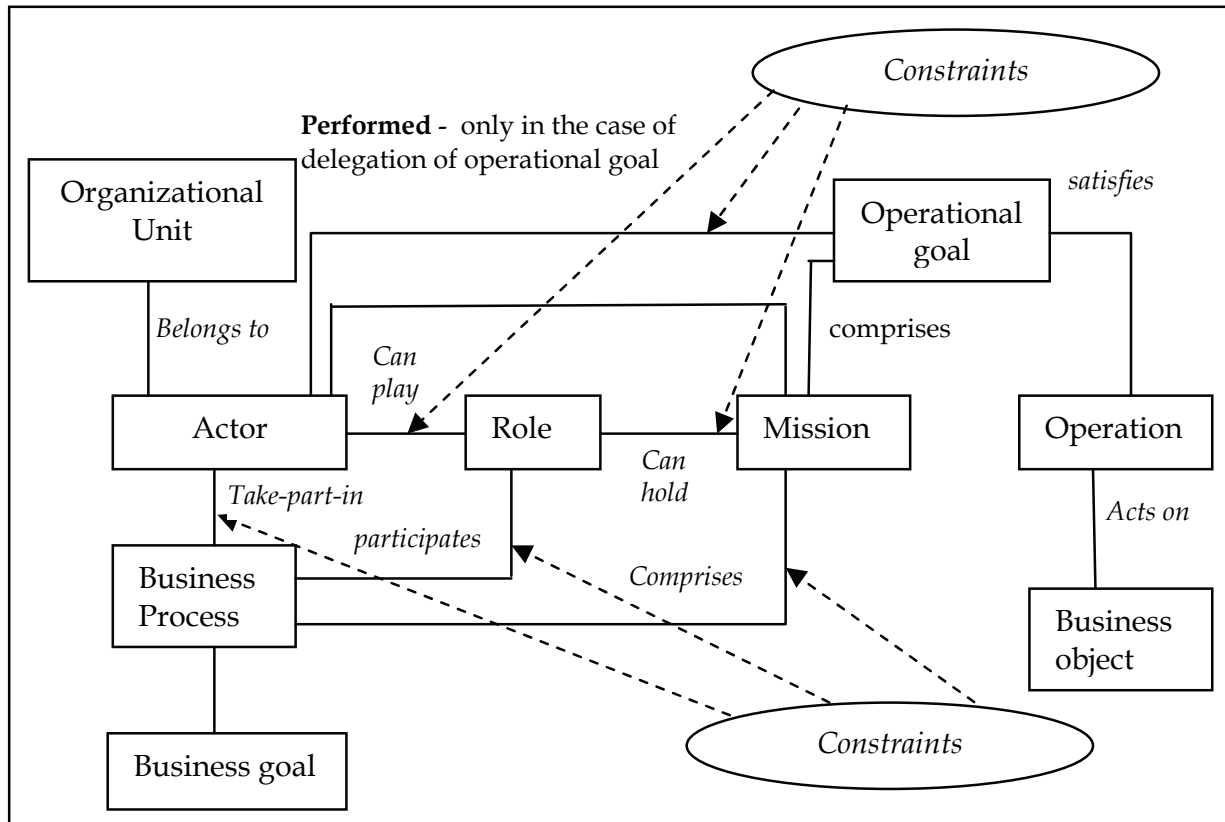 Constraints
Performed - only in the case of
delegation of operational goal
Organizational
Unit
satisfies
Operational
goal
Belongs to
comprises
Can
play
Actor
Role
Mission
Operation
Can
hold
Take-part-in
Acts on
participates
Comprises
Business
Process
Business
object
Constraints
Business goal